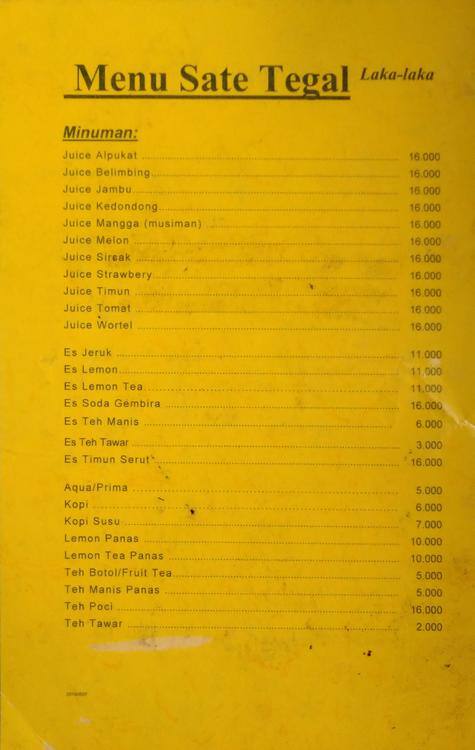 Menu Sate Tegal Laka-laka
Minuman:
Juice Alpukat 16.000
Juice Belimbing 16.000
Juice Jambu 16.000
Juice Kedondong 16.000
Juice Mangga (musiman) 16.000
Juice Melon 16.000
Juice Sirsak 16.000
Juice Strawbery 16.000
Juice Timun 16.000
Juice Tomat 16.000
Juice Wortel 16.000
Es Jeruk 11.000
Es Lemon 11.000
Es Lemon Tea 11.000
Es Soda Gembira 16.000
Es Teh Manis 6.000
Es Teh Tawar 3.000
Es Timun Serut 16.000
Aqua/Prima 5.000
Kopi 6.000
Kopi Susu 7.000
Lemon Panas 10.000
Lemon Tea Panas 10.000
Teh Botol/Fruit Tea 5.000
Teh Manis Panas 5.000
Teh Poci 16.000
Teh Tawar 2.000